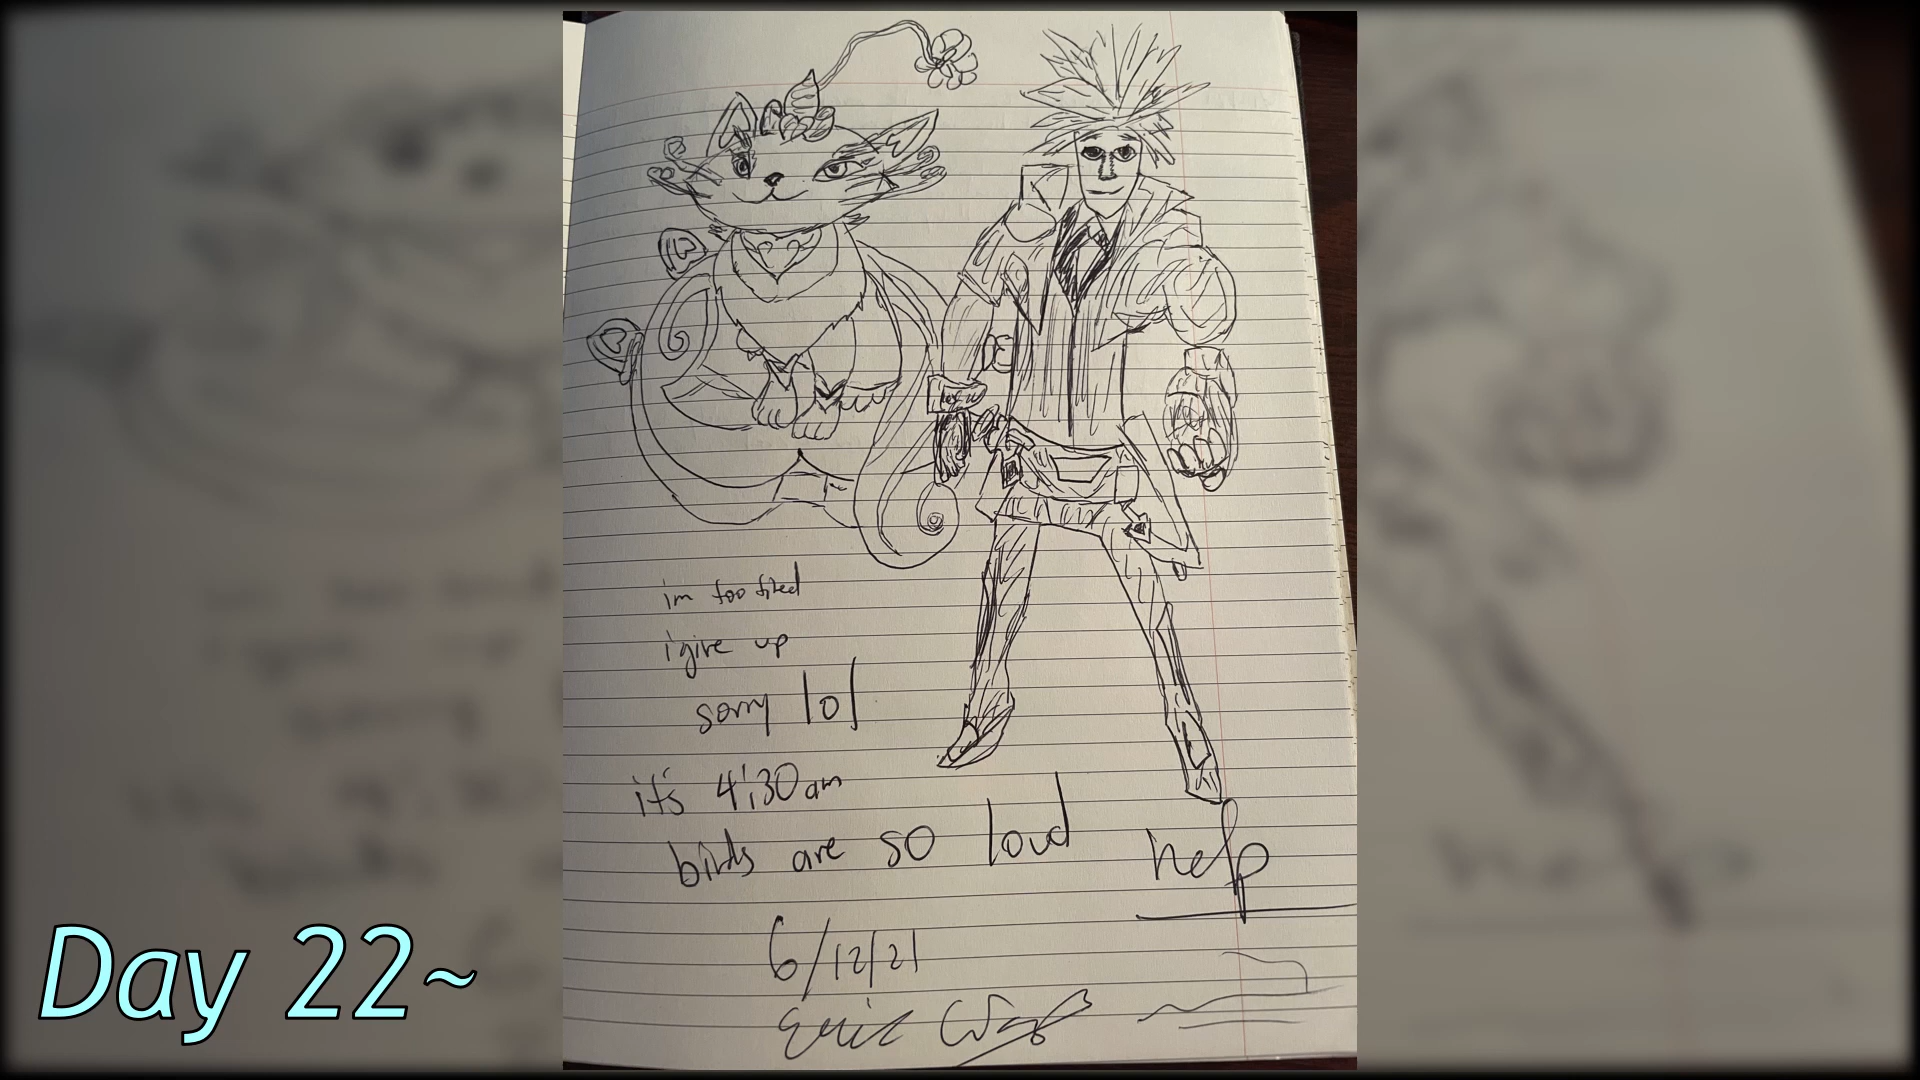 im too tired
i give up
sorry lol
it's 4:30am
birds are so loud
help
6/12/21
Eric
Day 22~